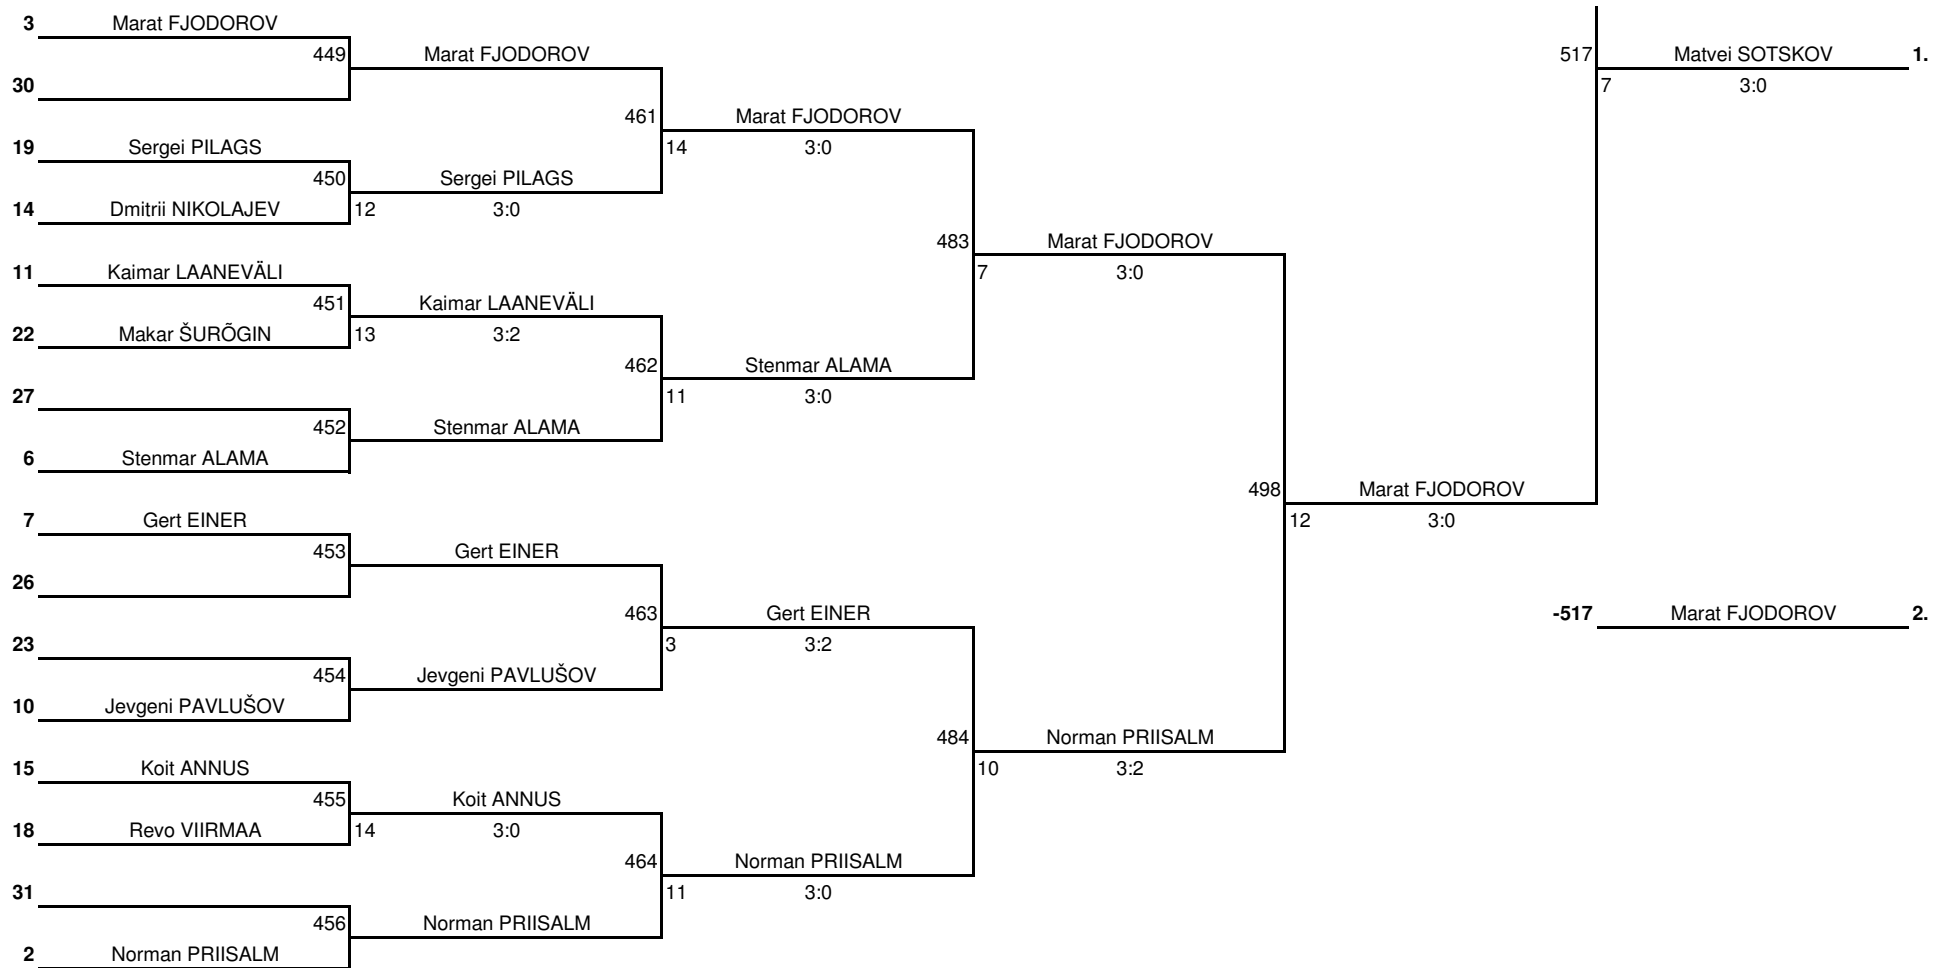 3 Marat FJODOROV
517 Matvei SOTSKOV 1.
449 Marat FJODOROV
30
7 3:0
461 Marat FJODOROV
19 Sergei PILAGS
14 3:0
450 Sergei PILAGS
14 Dmitrii NIKOLAJEV
12 3:0
483 Marat FJODOROV
11 Kaimar LAANEVÄLI
7 3:0
451 Kaimar LAANEVÄLI
22 Makar ŠURÕGIN
13 3:2
462 Stenmar ALAMA
27
11 3:0
452 Stenmar ALAMA
6 Stenmar ALAMA
498 Marat FJODOROV
7 Gert EINER
12 3:0
453 Gert EINER
26
463 Gert EINER
-517 Marat FJODOROV 2.
23
3 3:2
454 Jevgeni PAVLUŠOV
10 Jevgeni PAVLUŠOV
484 Norman PRIISALM
15 Koit ANNUS
10 3:2
455 Koit ANNUS
18 Revo VIIRMAA
14 3:0
464 Norman PRIISALM
31
11 3:0
456 Norman PRIISALM
2 Norman PRIISALM